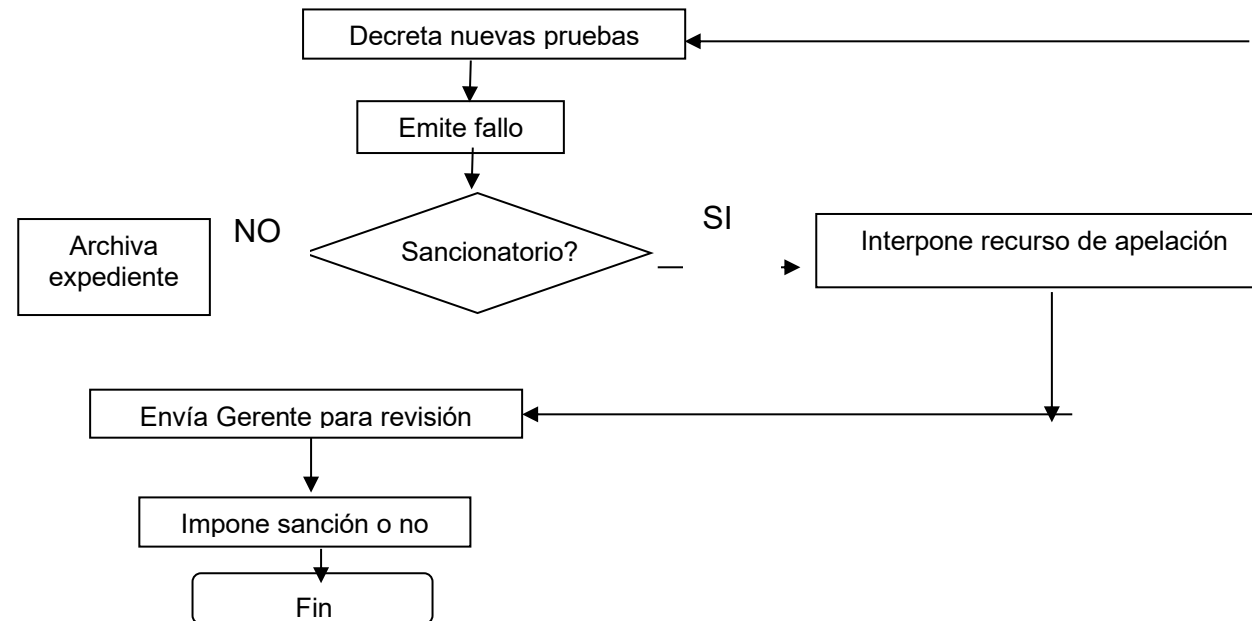 Decreta nuevas pruebas
Emite fallo
NO
SI
Archiva
expediente
Sancionatorio?
Interpone recurso de apelación
Envía Gerente para revisión
Impone sanción o no
Fin